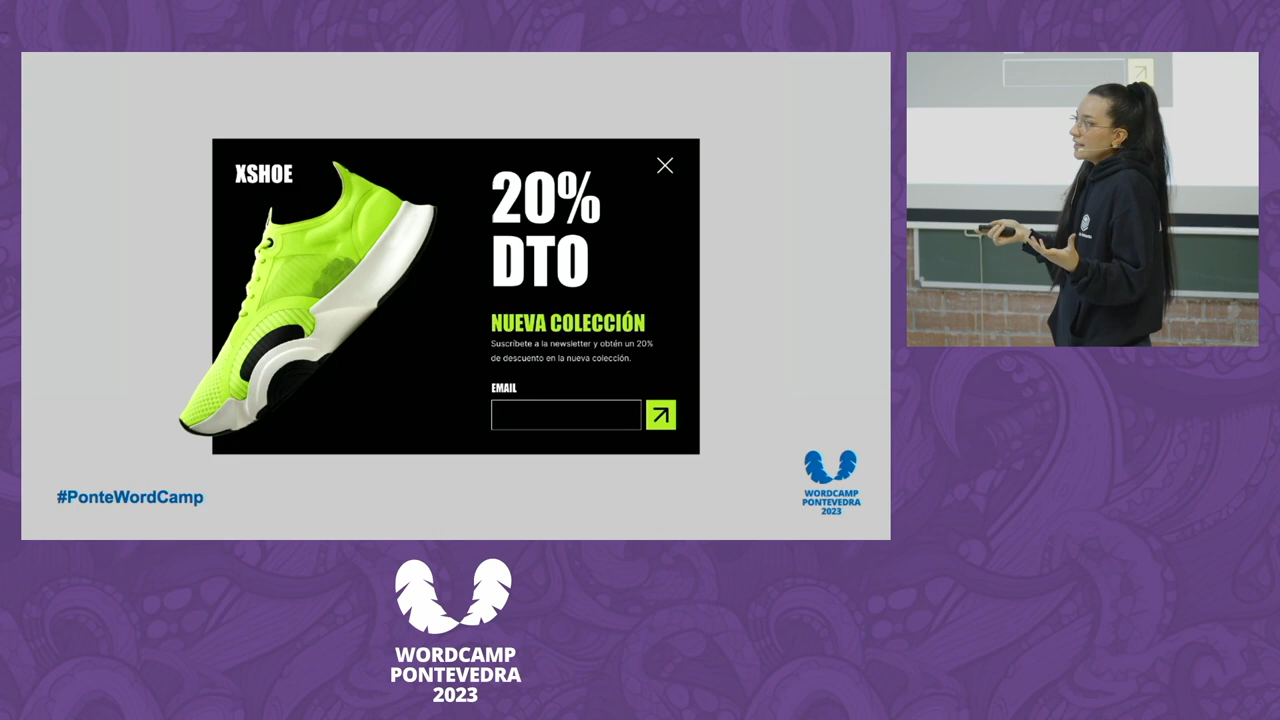 XSHOE
20%
DTO
NUEVA COLECCIÓN
Suscríbete a la newsletter y obtén un 20%
de descuento en la nueva colección.
EMAIL
#PonteWordCamp
WORDCAMP
PONTEVEDRA
2023
WORDCAMP
PONTEVEDRA
2023